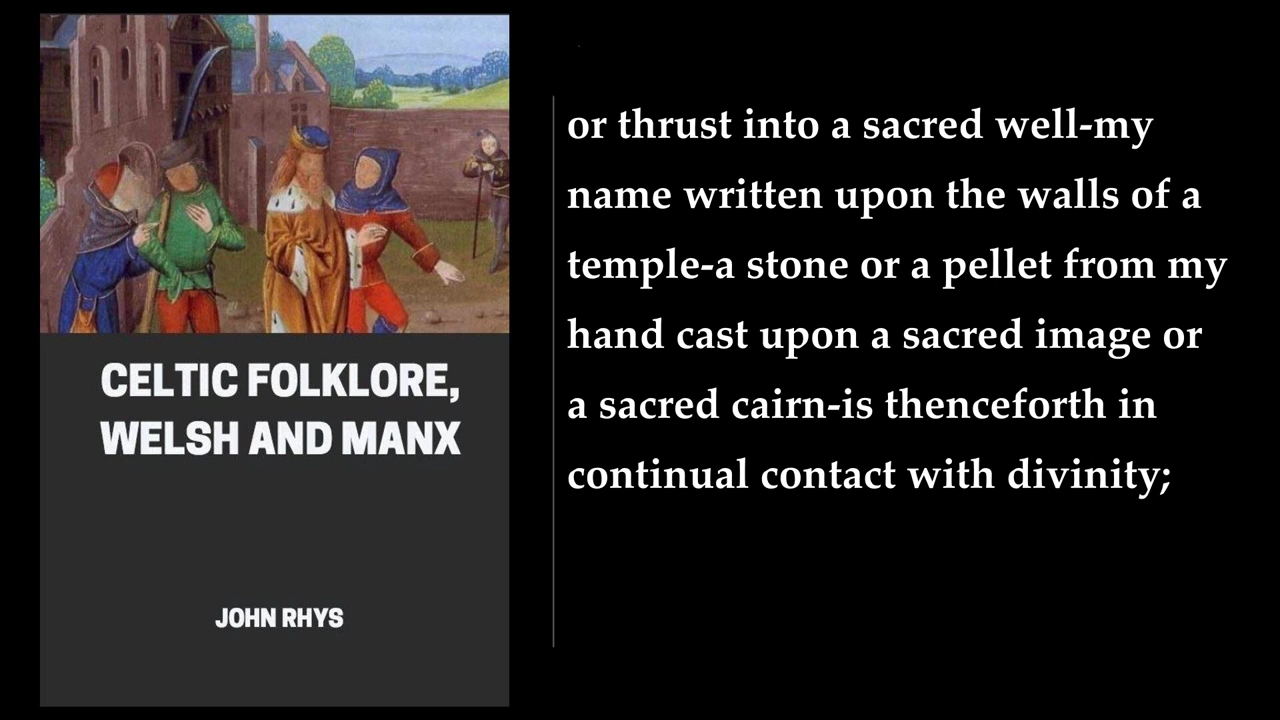 CELTIC FOLKLORE,
WELSH AND MANX
JOHN RHYS
or thrust into a sacred well-my
name written upon the walls of a
temple-a stone or a pellet from my
hand cast upon a sacred image or
a sacred cairn-is thenceforth in
continual contact with divinity;